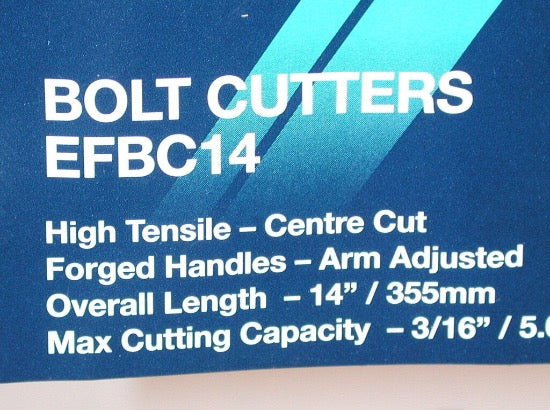 BOLT CUTTERS
EFBC14
High Tensile – Centre Cut
Forged Handles – Arm Adjusted
Overall Length – 14” / 355mm
Max Cutting Capacity – 3/16” /